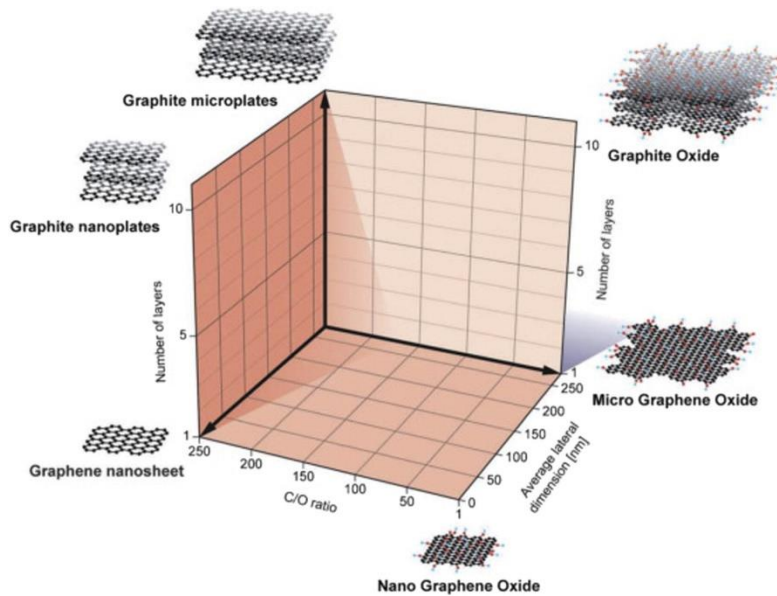 Graphite microplates
Graphite Oxide
Graphite nanoplates
10
5
1
Number of layers
10
5
1
Number of layers
Micro Graphene Oxide
Graphene nanosheet
250
200
150
100
50
1
C/O ratio
250
200
150
100
50
0
Average lateral
dimension [nm]
Nano Graphene Oxide